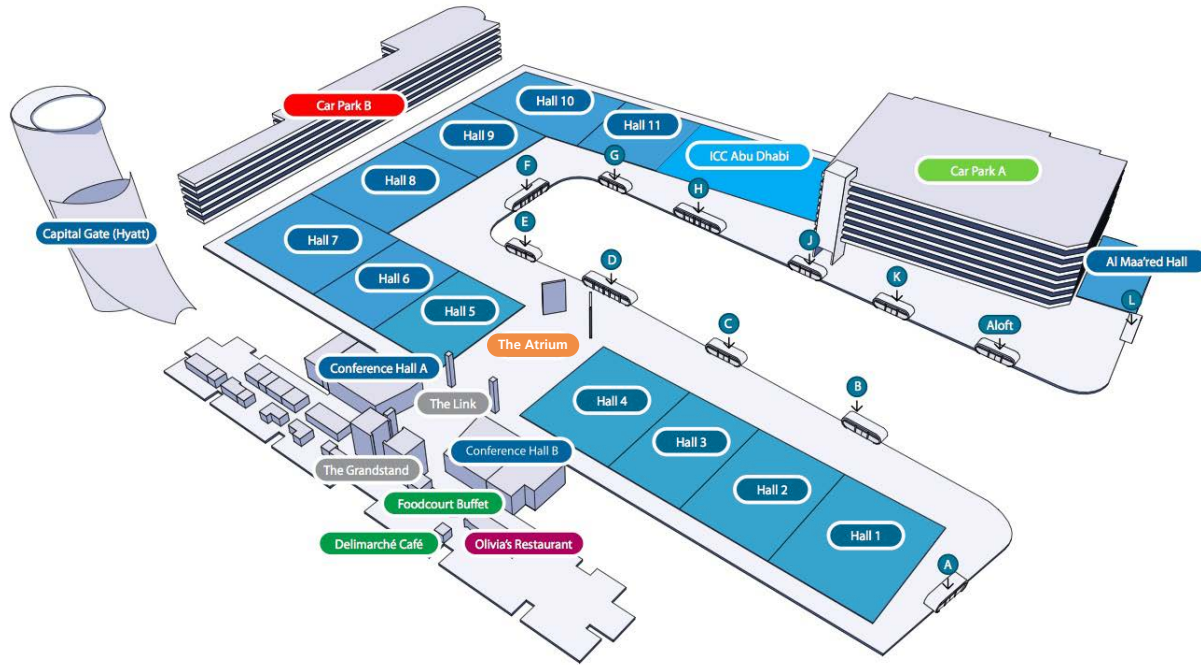 Hall 10
Car Park B
Hall 11
Hall 9
ICC Abu Dhabi
G
F
Car Park A
Hall 8
H
E
Capital Gate (Hyatt)
Hall 7
J
D
Al Maa'red Hall
Hall 6
K
L
Hall 5
C
Aloft
The Atrium
Conference Hall A
B
The Link
Hall 4
Hall 3
Conference Hall B
The Grandstand
Hall 2
Foodcourt Buffet
Hall 1
Delimarché Café
Olivia's Restaurant
A